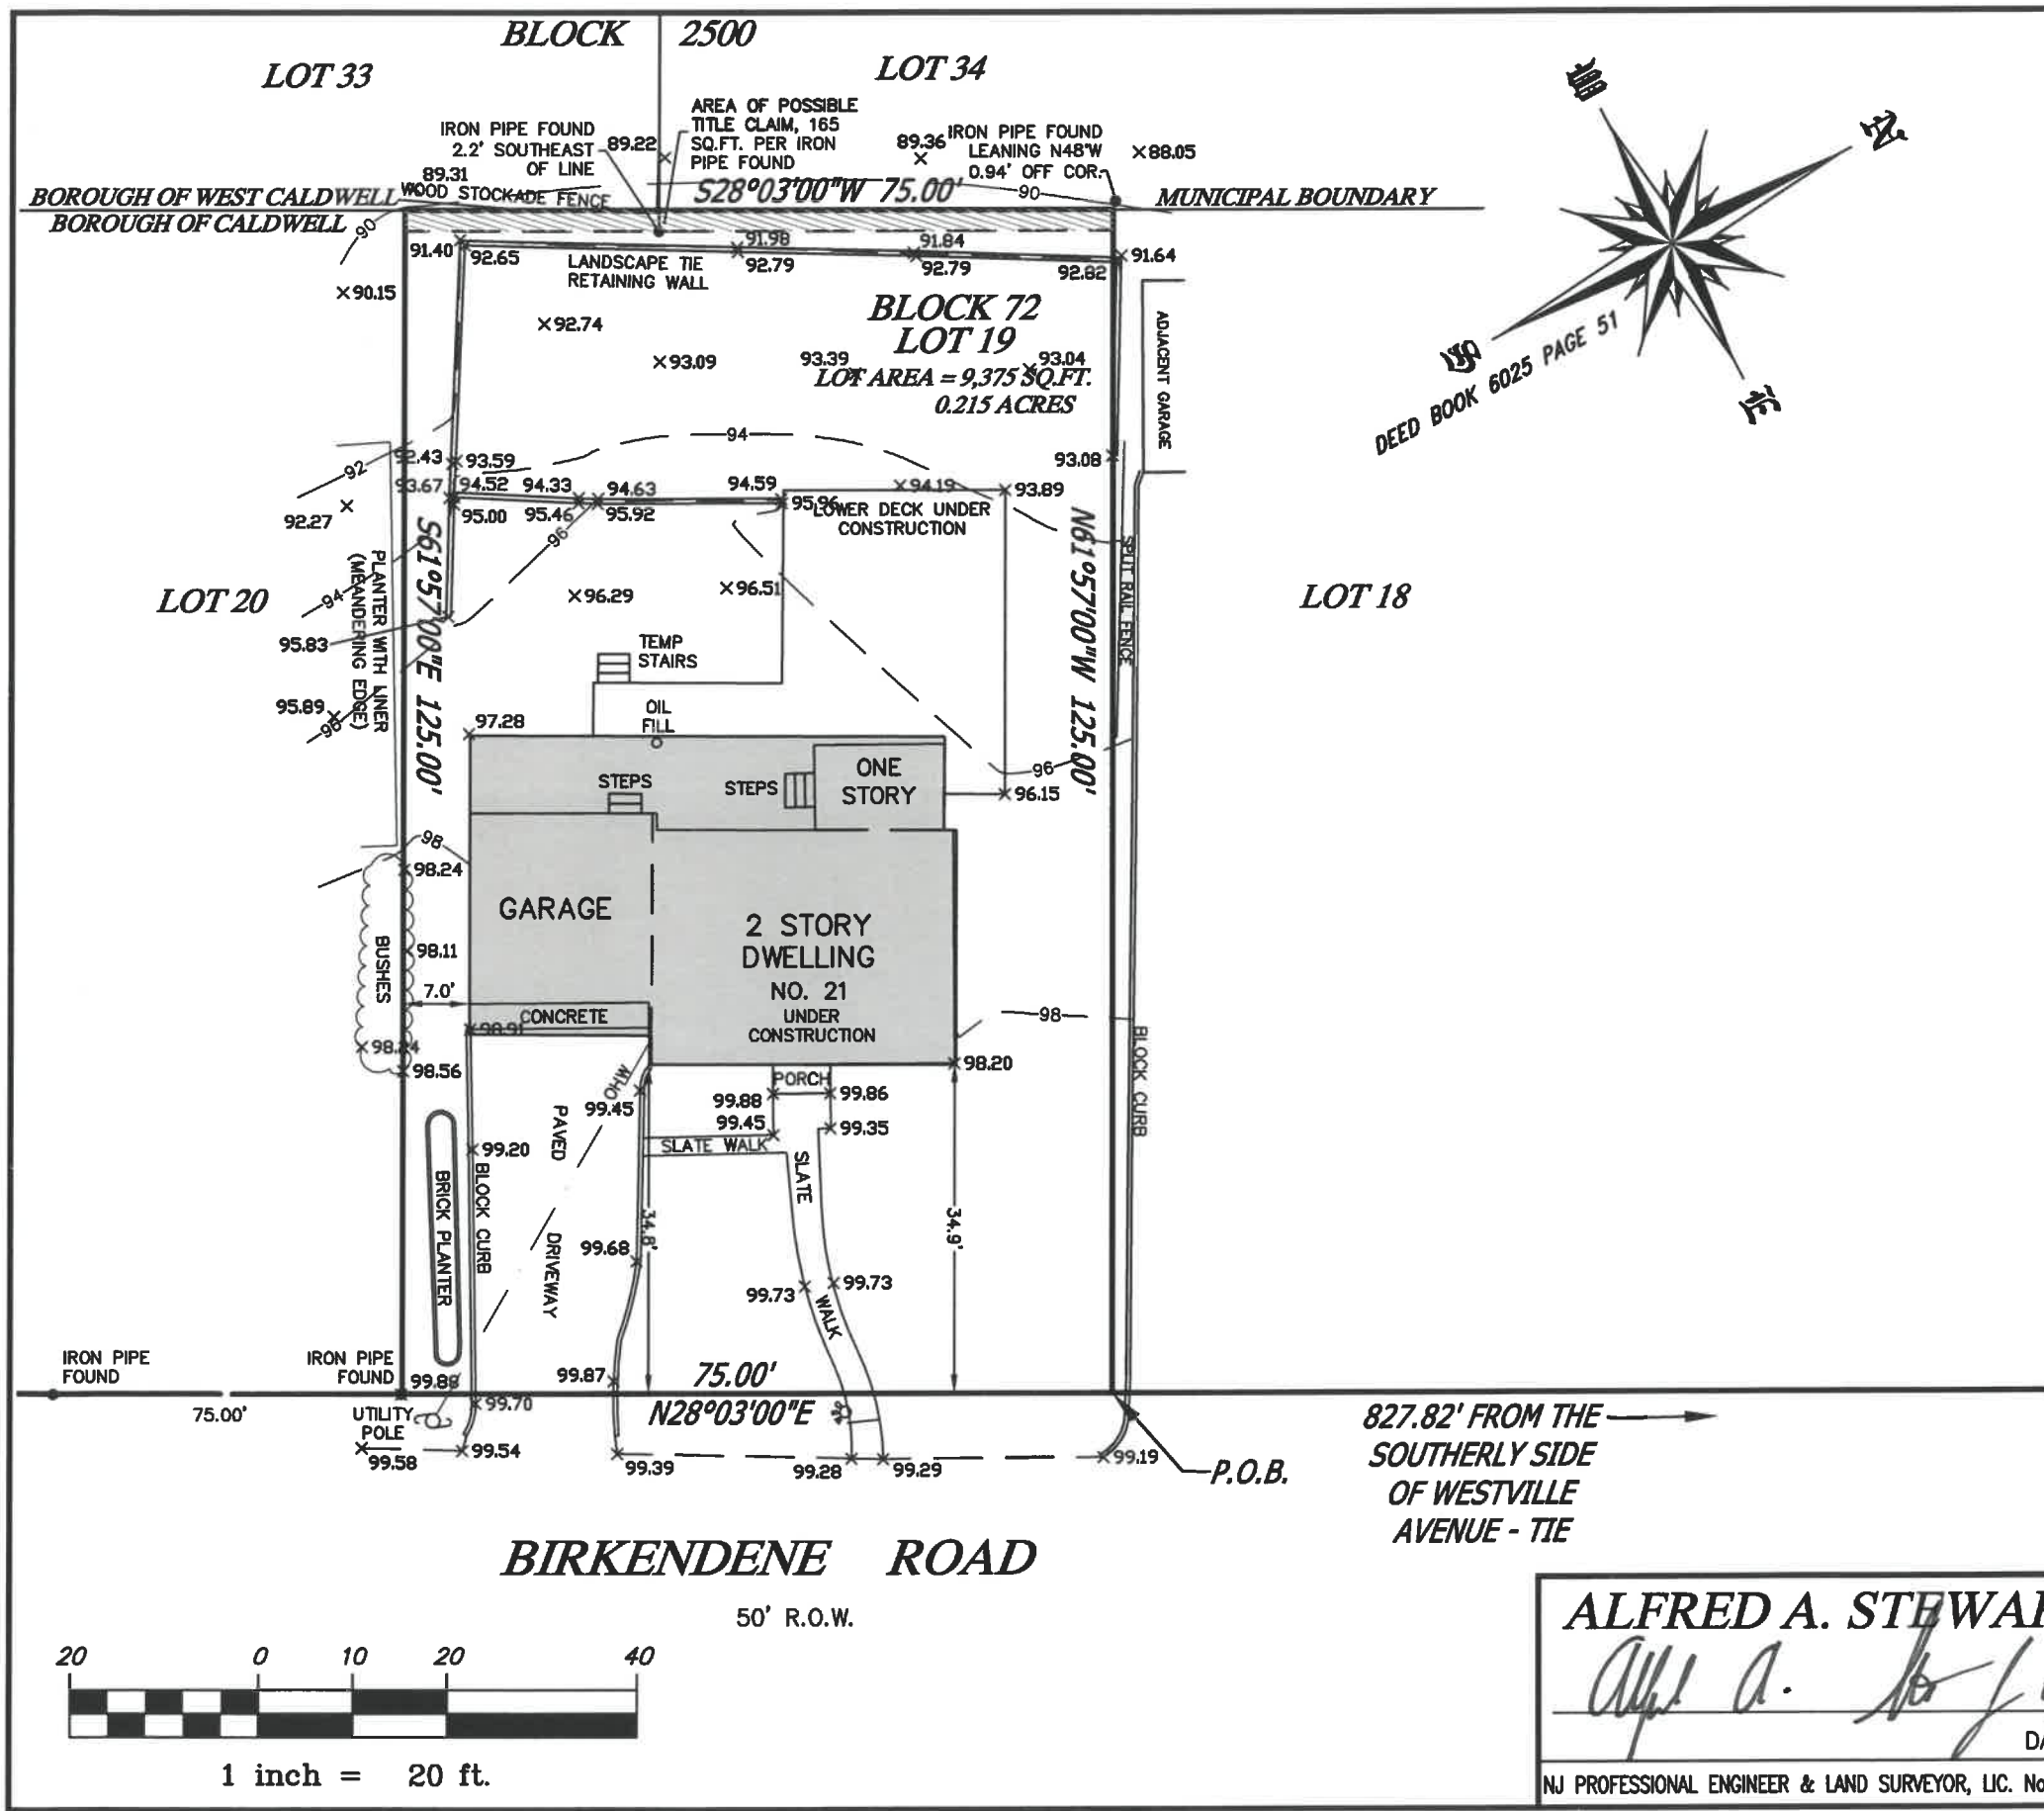 BLOCK 2500
LOT 33
LOT 34
IRON PIPE FOUND
2.2' SOUTHEAST
OF LINE
89.22
AREA OF POSSIBLE
TITLE CLAIM, 165
SQ.FT. PER IRON
PIPE FOUND
89.36
IRON PIPE FOUND
LEANING N48°W
0.94' OFF COR.
88.05
89.31
WOOD STOCKADE FENCE
S28°03'00"W 75.00'
90
BOROUGH OF WEST CALDWELL
BOROUGH OF CALDWELL
MUNICIPAL BOUNDARY
90
91.40
92.65
LANDSCAPE TIE
RETAINING WALL
91.98
92.79
91.84
92.79
92.82
91.64
90.15
92.74
93.09
BLOCK 72
LOT 19
93.39
93.04
LOT AREA = 9,375 SQ.FT.
0.215 ACRES
ADJACENT GARAGE
DEED BOOK 6025 PAGE 51
94
92
92.43
93.59
93.08
93.67
94.52
94.33
94.63
94.59
94.19
93.89
95.00
95.46
95.92
95.96
LOWER DECK UNDER
CONSTRUCTION
92.27
96
S61°57'00"E 125.00'
N61°57'00"W 125.00'
SPLIT RAIL FENCE
PLANTER WITH LINER
(MEANDERING EDGE)
LOT 20
LOT 18
94
96.29
96.51
95.83
TEMP
STAIRS
95.89
96
97.28
OIL
FILL
STEPS
STEPS
ONE
STORY
96
96.15
98
98.24
GARAGE
2 STORY
DWELLING
NO. 21
UNDER
CONSTRUCTION
BUSHES
98.11
7.0'
CONCRETE
98.91
98
98.56
98.20
BLOCK CURB
OHW
PORCH
99.88
99.86
99.45
99.45
99.35
SLATE WALK
PAVED
DRIVEWAY
99.20
BLOCK CURB
BRICK PLANTER
SLATE
WALK
34.8'
34.9'
99.68
99.73
99.73
IRON PIPE
FOUND
IRON PIPE
FOUND
99.88
99.87
75.00'
75.00'
N28°03'00"E
99.70
UTILITY
POLE
99.58
99.54
99.39
99.28
99.29
99.19
P.O.B.
827.82' FROM THE
SOUTHERLY SIDE
OF WESTVILLE
AVENUE - TIE
BIRKENDENE ROAD
50' R.O.W.
20 0 10 20 40
1 inch = 20 ft.
ALFRED A. STEWAR
NJ PROFESSIONAL ENGINEER & LAND SURVEYOR, LIC. No